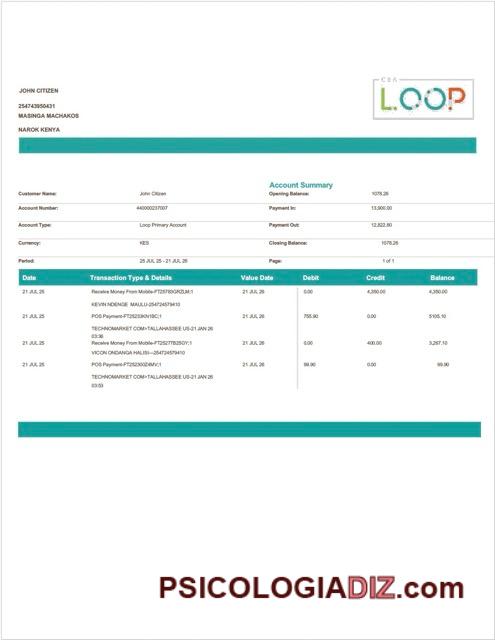 JOHN CITIZEN
254743950431
MASINGA MACHAKOS
NAROK KENYA
CBA
LOOP
Account Summary
Customer Name: John Citizen Opening Balance: 1078.26
Account Number: 440000237007 Payment In: 13,900.00
Account Type: Loop Primary Account Payment Out: 12,822.80
Currency: KES Closing Balance: 1078.26
Period: 25 JUL 25 - 21 JUL 26 Page: 1 of 1
Date Transaction Type & Details Value Date Debit Credit Balance
21 JUL 25 Receive Money From Mobile-FT25793GRZLM;1 21 JUL 26 0.00 4,350.00 4,350.00
KEVIN NDENGE MAULU-254724579410
21 JUL 25 POS Payment-FT25233KN18C;1 21 JUL 26 755.90 0.00 5105.10
TECHNOMARKET COM>TALLAHASSEE US-21 JAN 26
03:36
21 JUL 25 Receive Money From Mobile-FT25277B25GY;1 21 JUL 26 0.00 400.00 3,267.10
VICON ONDANGA HALISI---254724579410
21 JUL 25 POS Payment-FT252300Z4MV;1 21 JUL 26 99.90 0.00 99.90
TECHNOMARKET COM>TALLAHASSEE US-21 JAN 26
03:53
PSICOLOGIADIZ.com